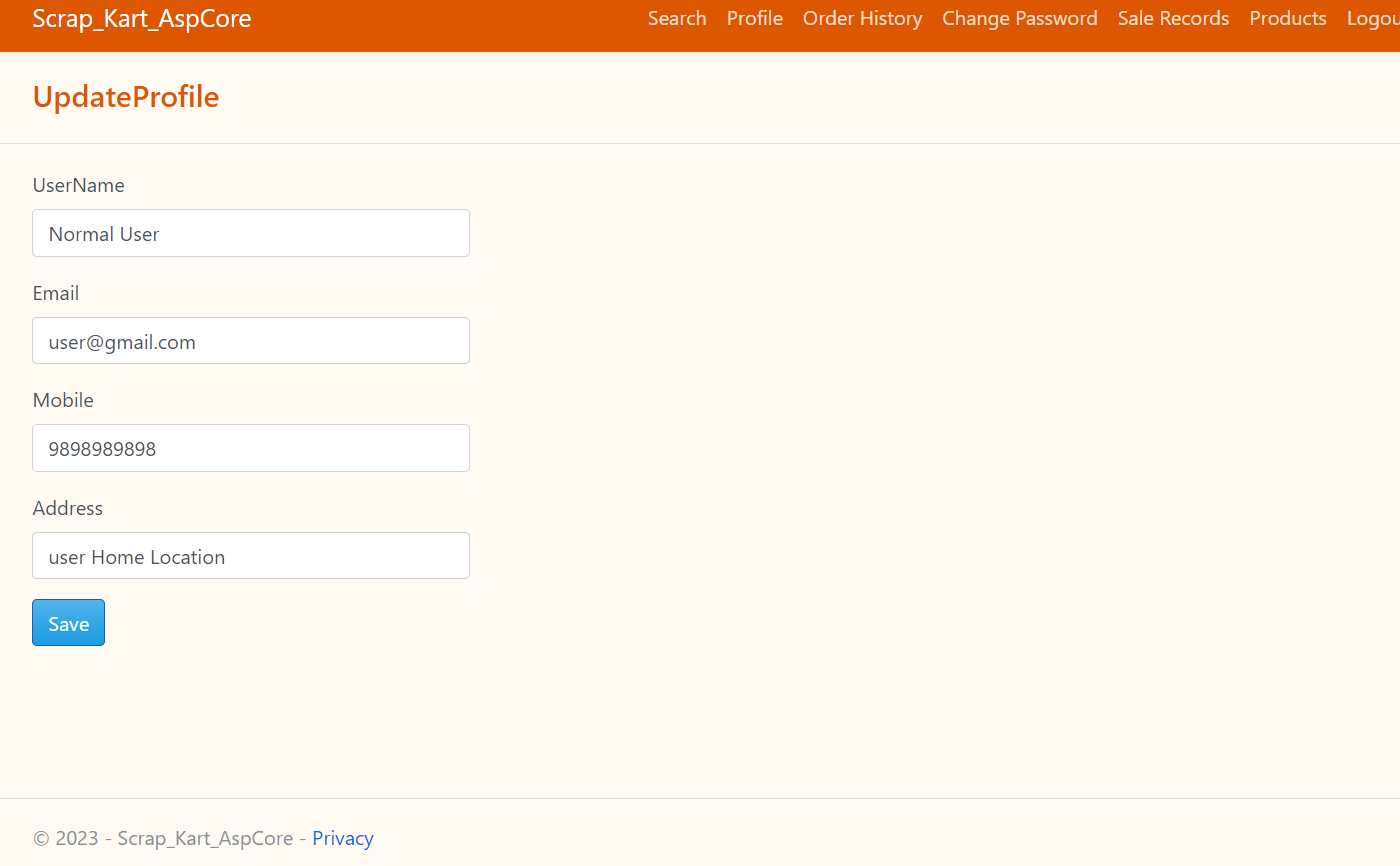 Scrap_Kart_AspCore Search Profile Order History Change Password Sale Records Products Logou
UpdateProfile
UserName
Normal User
Email
user@gmail.com
Mobile
9898989898
Address
user Home Location
Save
© 2023 - Scrap_Kart_AspCore - Privacy